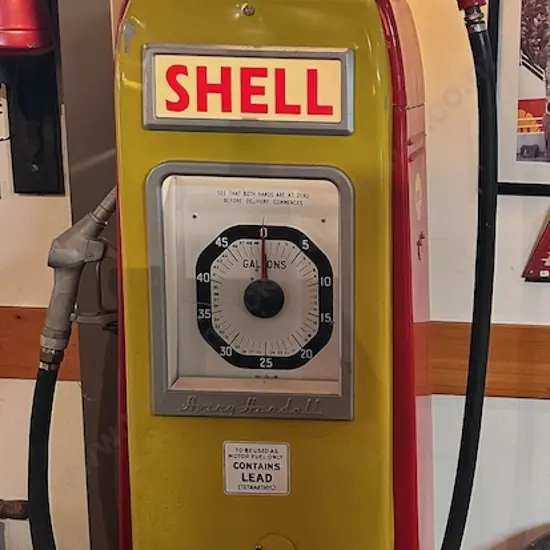 SHELL
SEE THAT BOTH HANDS ARE AT ZERO
BEFORE DELIVERY COMMENCES
0
45 5
GALLONS
40 10
35 15
30 20
25
Avery Hardoll
TO BE USED AS
MOTOR FUEL ONLY
CONTAINS
LEAD